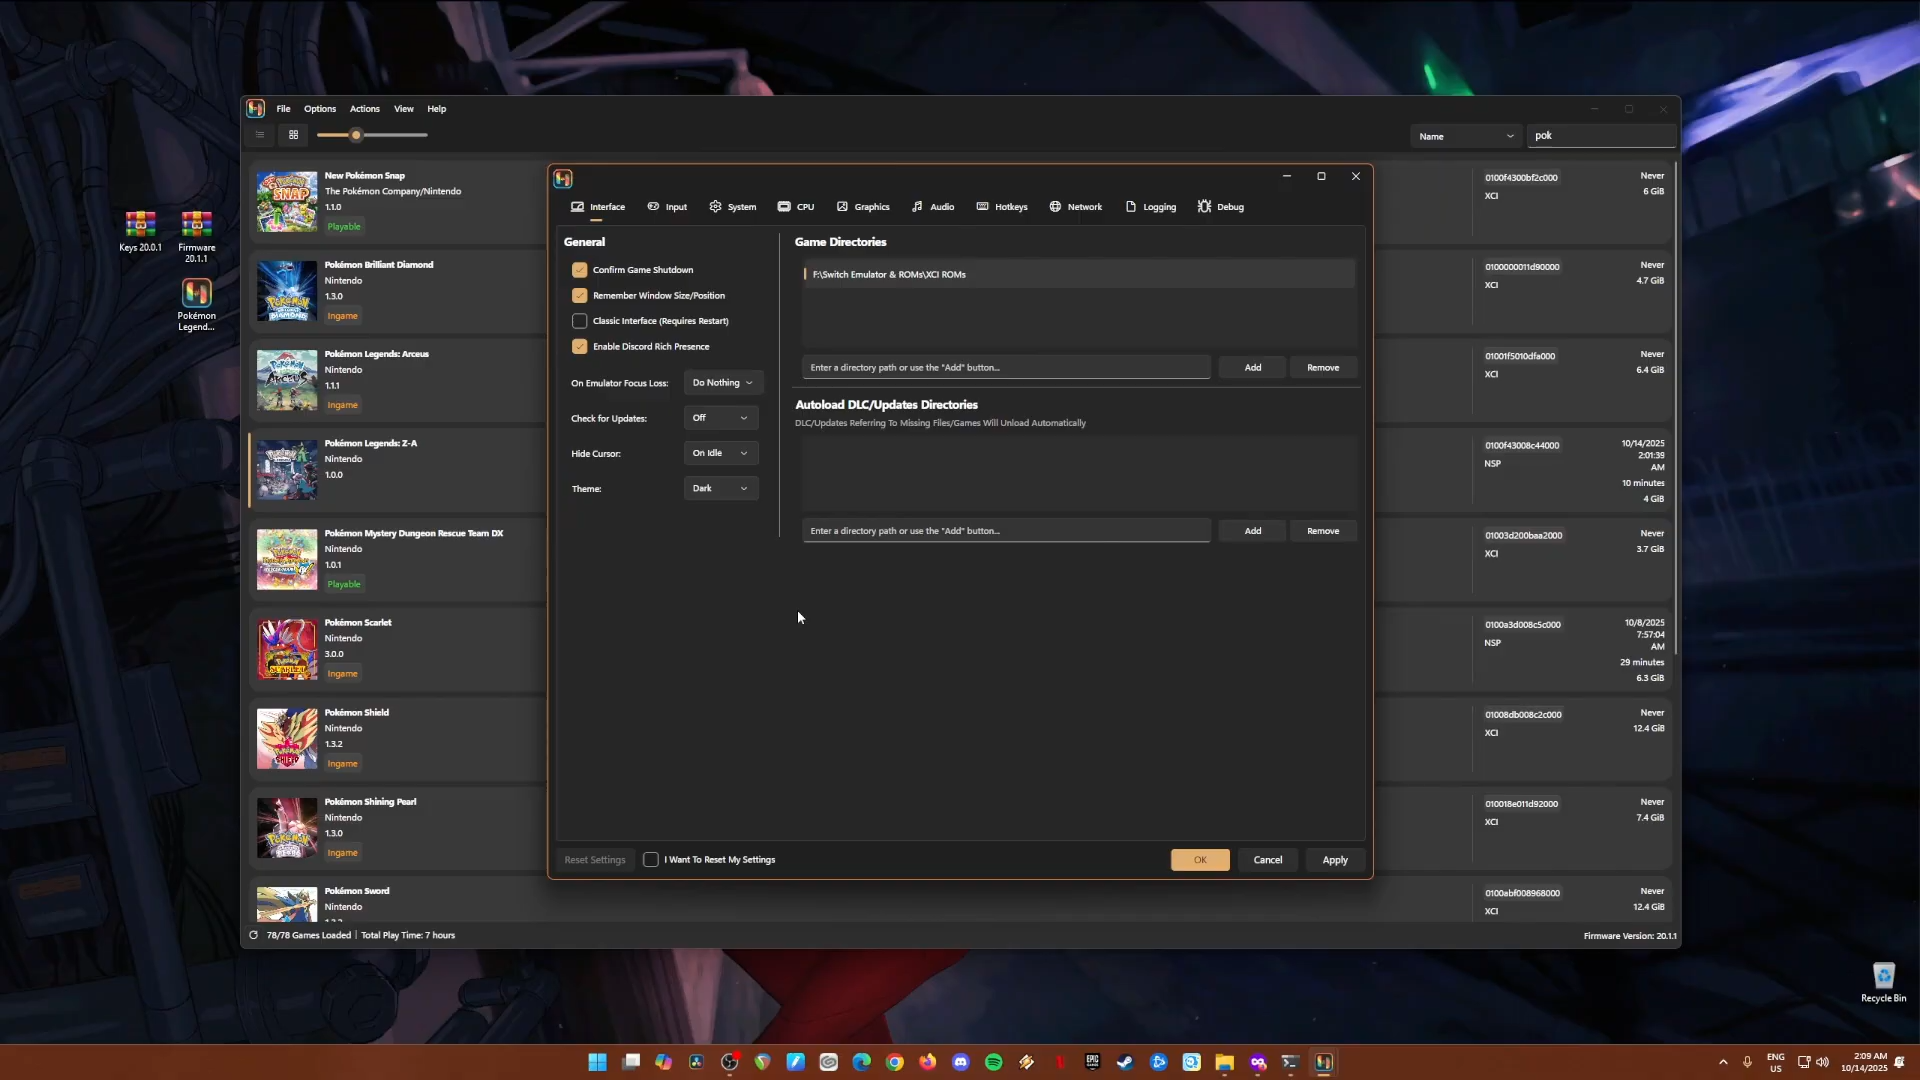 File Options Actions View Help
Name
pok
Keys 20.0.1
Firmware
20.1.1
Pokémon
Legend...
New Pokémon Snap
The Pokémon Company/Nintendo
1.1.0
Playable
Pokémon Brilliant Diamond
Nintendo
1.3.0
Ingame
Pokémon Legends: Arceus
Nintendo
1.1.1
Ingame
Pokémon Legends: Z-A
Nintendo
1.0.0
Pokémon Mystery Dungeon Rescue Team DX
Nintendo
1.0.1
Playable
Pokémon Scarlet
Nintendo
3.0.0
Ingame
Pokémon Shield
Nintendo
1.3.2
Ingame
Pokémon Shining Pearl
Nintendo
1.3.0
Ingame
Pokémon Sword
Nintendo
Interface Input System CPU Graphics Audio Hotkeys Network Logging Debug
General
Confirm Game Shutdown
Remember Window Size/Position
Classic Interface (Requires Restart)
Enable Discord Rich Presence
On Emulator Focus Loss: Do Nothing
Check for Updates: Off
Hide Cursor: On Idle
Theme: Dark
Game Directories
F:\Switch Emulator & ROMs\XCI ROMs
Enter a directory path or use the "Add" button... Add Remove
Autoload DLC/Updates Directories
DLC/Updates Referring To Missing Files/Games Will Unload Automatically
Enter a directory path or use the "Add" button... Add Remove
Reset Settings I Want To Reset My Settings OK Cancel Apply
0100f4300bf2c000 Never
XCI 6 GiB
0100000011d90000 Never
XCI 4.7 GiB
01001f5010dfa000 Never
XCI 6.4 GiB
0100f43008c44000 10/14/2025
NSP 2:01:39
AM
10 minutes
4 GiB
01003d200baa2000 Never
XCI 3.7 GiB
0100a3d008c5c000 10/8/2025
NSP 7:57:04
AM
29 minutes
6.3 GiB
01008db008c2c000 Never
XCI 12.4 GiB
010018e011d92000 Never
XCI 7.4 GiB
0100abf008968000 Never
XCI 12.4 GiB
78/78 Games Loaded | Total Play Time: 7 hours
Firmware Version: 20.1.1
Recycle Bin
ENG
US
2:09 AM
10/14/2025